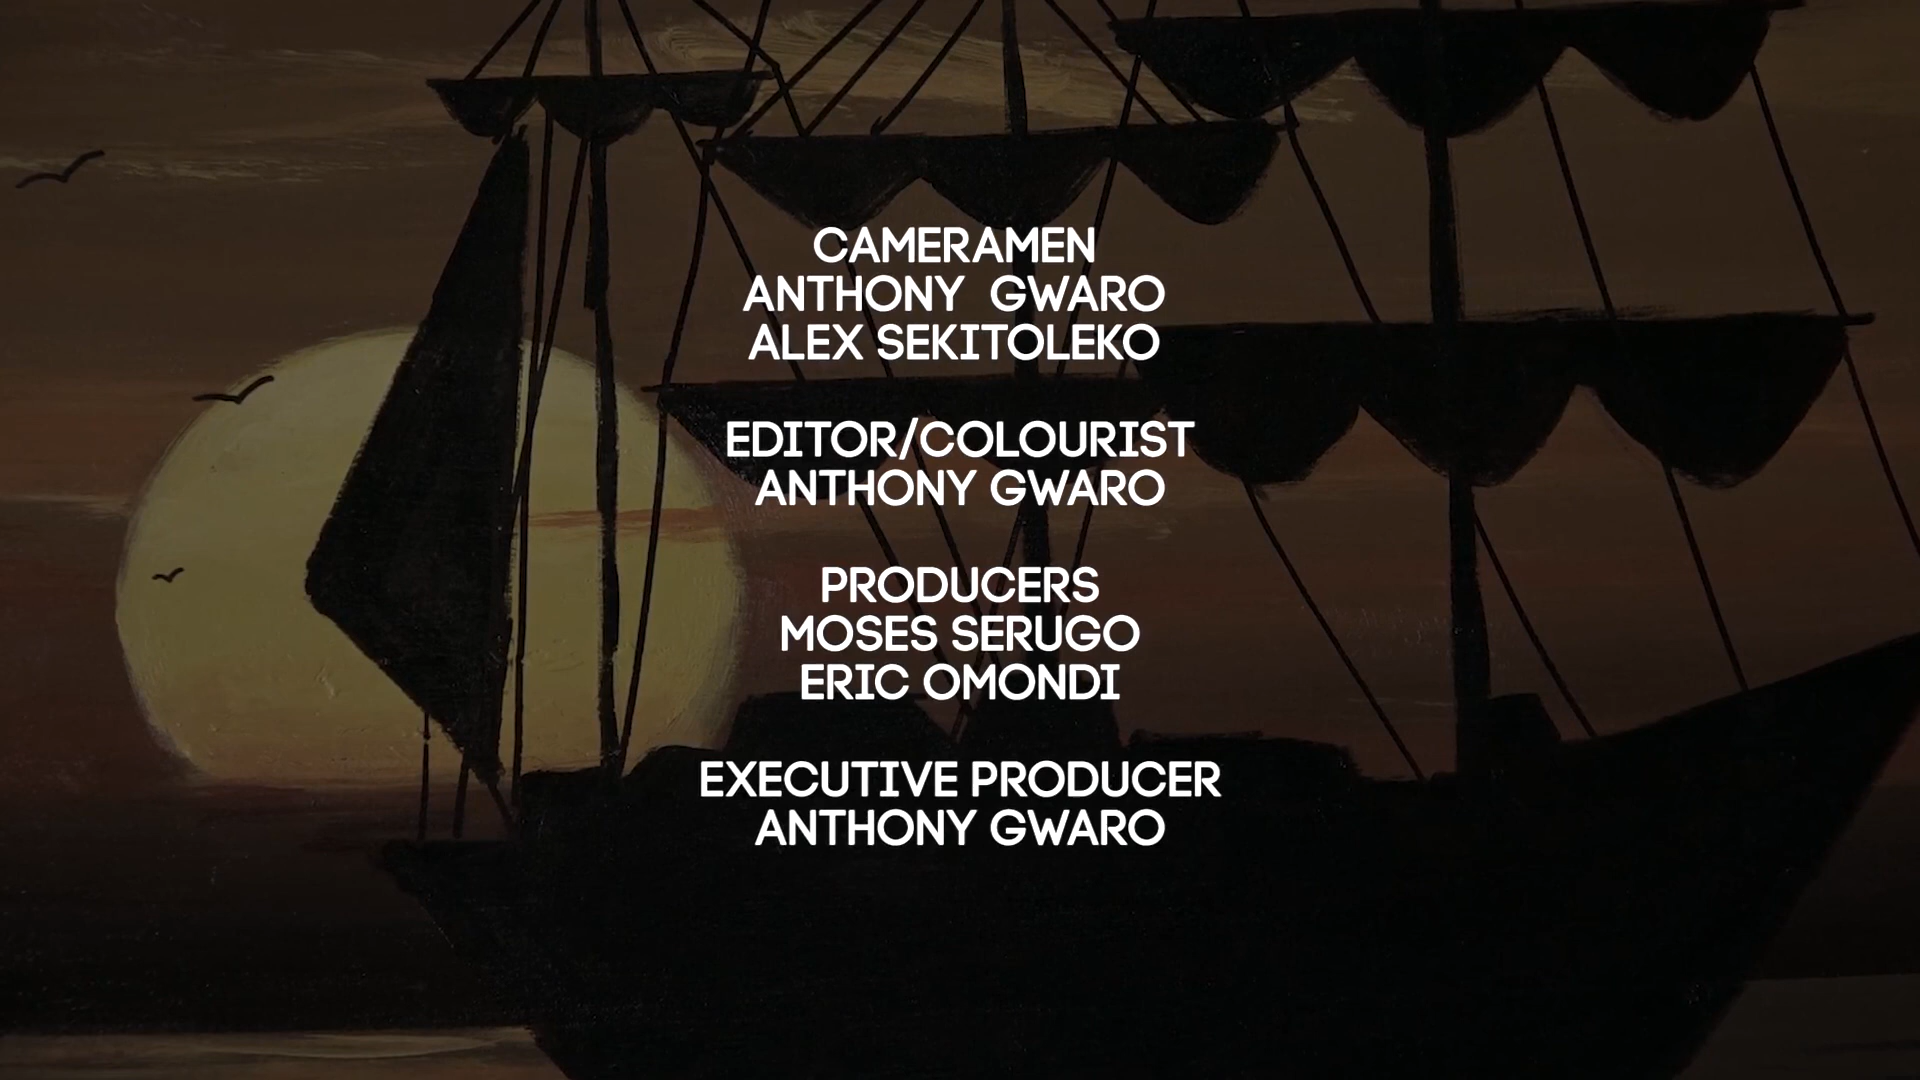 CAMERAMEN
ANTHONY  GWARO
ALEX SEKITOLEKO
EDITOR/COLOURIST
ANTHONY GWARO
PRODUCERS
MOSES SERUGO
ERIC OMONDI
EXECUTIVE PRODUCER
ANTHONY GWARO